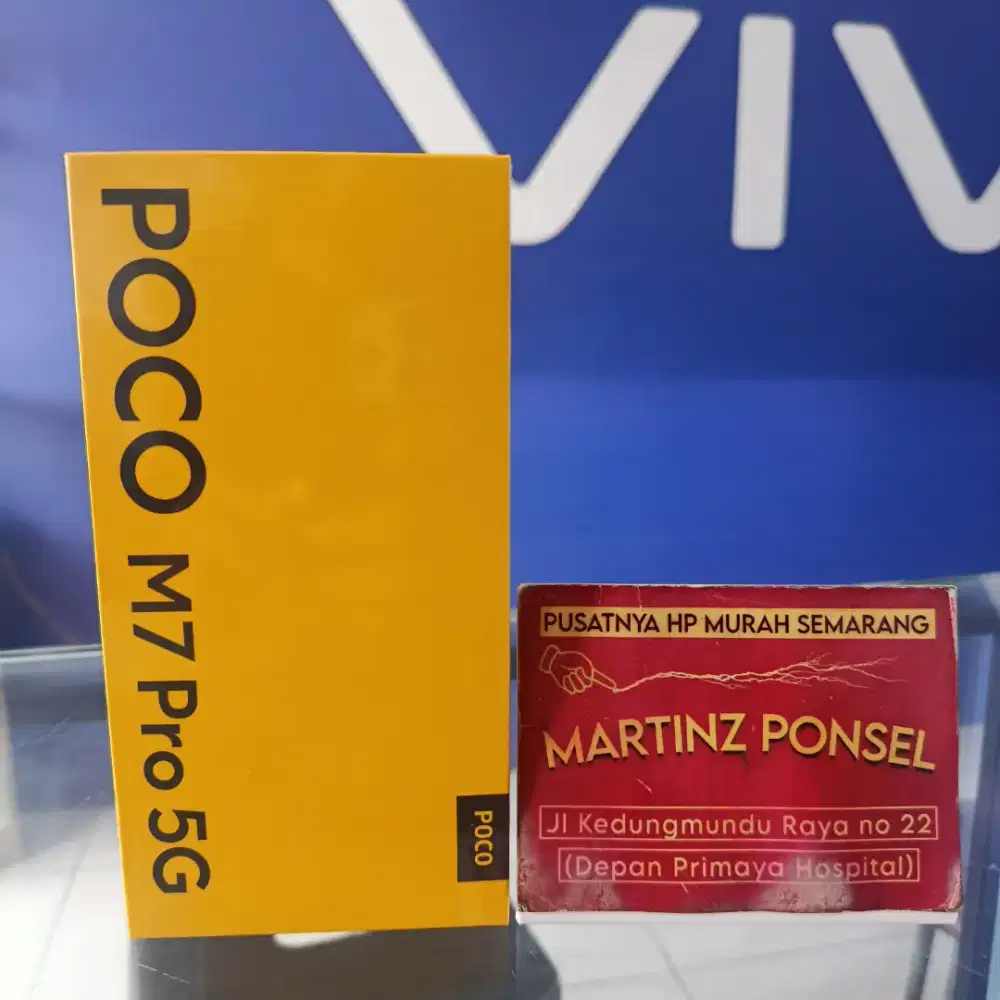 VIV
POCO M7 Pro 5G
POCO
PUSATNYA HP MURAH SEMARANG
MARTINZ PONSEL
Jl Kedungmundu Raya no 22
(Depan Primaya Hospital)